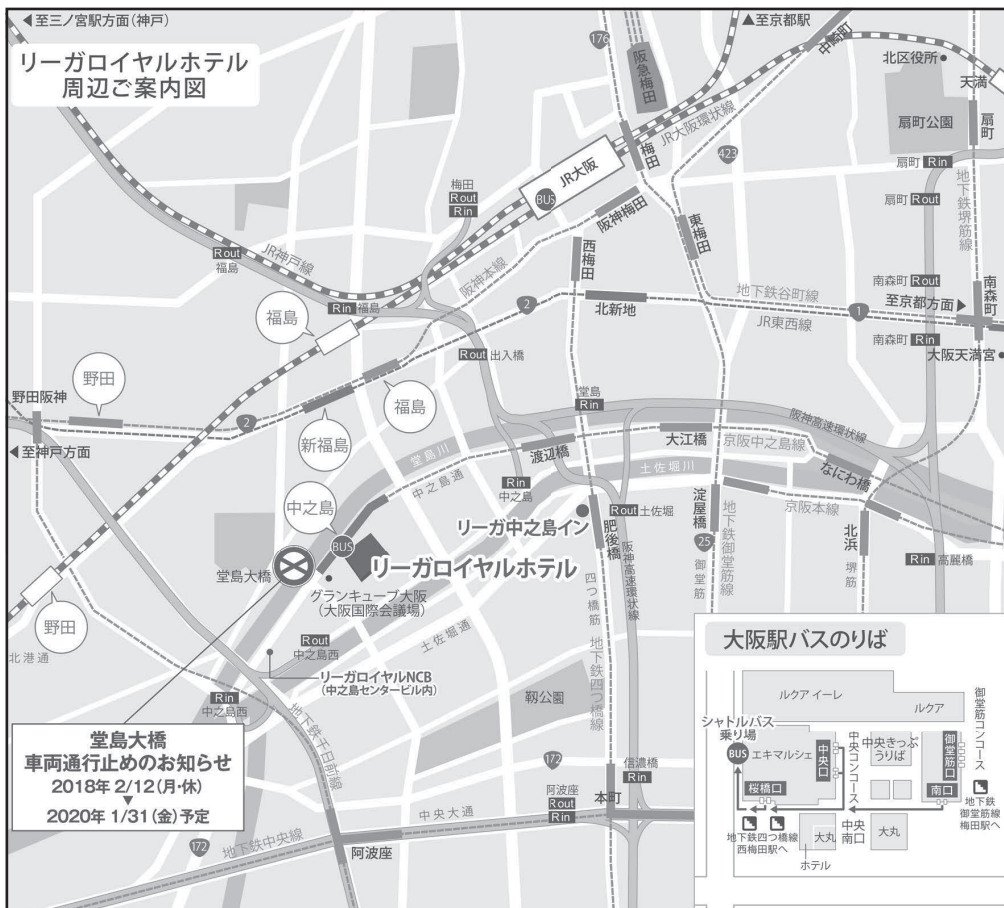 ◀至三ノ宮駅方面(神戸)
▲至京都駅
リーガロイヤルホテル
周辺ご案内図
176
阪急梅田
中崎町
北区役所
天満
扇町公園
扇町
梅田
JR大阪環状線
423
JR大阪
BUS
梅田
Rout
Rin
扇町 Rin
扇町 Rout
地下鉄堺筋線
阪神梅田
東梅田
西梅田
Rout
福島
JR神戸線
阪神本線
2
北新地
地下鉄谷町線
JR東西線
1
南森町 Rout
至京都方面▶
南森町
南森町 Rin
大阪天満宮
Rin 福島
福島
Rout 出入橋
野田
野田阪神
福島
新福島
2
◀至神戸方面
堂島
Rin
阪神高速環状線
大江橋
京阪中之島線
渡辺橋
堂島川
中之島通
土佐堀川
なにわ橋
Rin
中之島
中之島
BUS
リーガ中之島イン
Rout 土佐堀
肥後橋
淀屋橋
京阪本線
北浜
25
御堂筋
地下鉄御堂筋線
堺筋
Rin 高麗橋
リーガロイヤルホテル
堂島大橋
グランキューブ大阪
(大阪国際会議場)
四つ橋筋
地下鉄四つ橋線
阪神高速環状線
野田
北港通
Rout
中之島西
土佐堀通
リーガロイヤルNCB
(中之島センタービル内)
Rin
中之島西
地下鉄千日前線
靱公園
堂島大橋
車両通行止めのお知らせ
2018年 2/12(月・休)
▼
2020年 1/31(金)予定
172
信濃橋
Rin
阿波座
Rout
Rin
本町
中央大通
地下鉄中央線
172
阿波座
大阪駅バスのりば
ルクア イーレ
ルクア
シャトルバス
乗り場
BUS
エキマルシェ
中央口
中央コンコース
中央きっぷ
うりば
御堂筋口
御堂筋コンコース
桜橋口
南口
地下鉄
御堂筋線
梅田駅へ
地下鉄四つ橋線
西梅田駅へ
中央
南口
大丸
大丸
ホテル